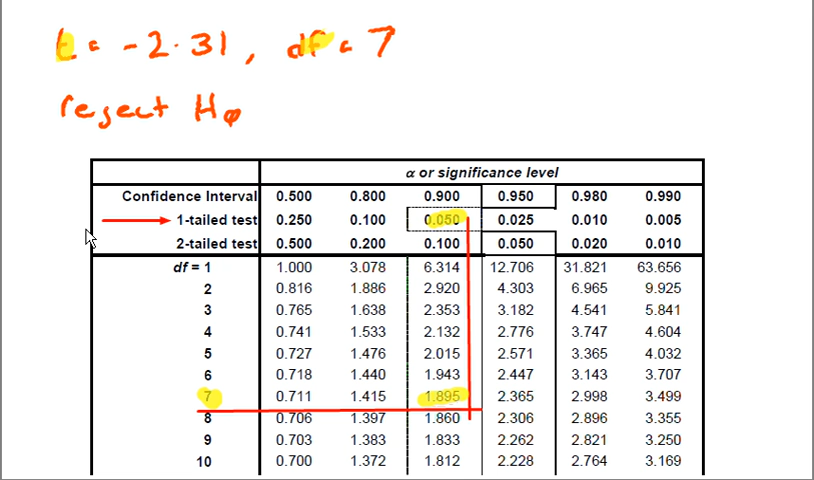 t = -2.31, df = 7
reject H∅
α or significance level
Confidence Interval 0.500 0.800 0.900 0.950 0.980 0.990
1-tailed test 0.250 0.100 0.050 0.025 0.010 0.005
2-tailed test 0.500 0.200 0.100 0.050 0.020 0.010
df = 1 1.000 3.078 6.314 12.706 31.821 63.656
2 0.816 1.886 2.920 4.303 6.965 9.925
3 0.765 1.638 2.353 3.182 4.541 5.841
4 0.741 1.533 2.132 2.776 3.747 4.604
5 0.727 1.476 2.015 2.571 3.365 4.032
6 0.718 1.440 1.943 2.447 3.143 3.707
7 0.711 1.415 1.895 2.365 2.998 3.499
8 0.706 1.397 1.860 2.306 2.896 3.355
9 0.703 1.383 1.833 2.262 2.821 3.250
10 0.700 1.372 1.812 2.228 2.764 3.169